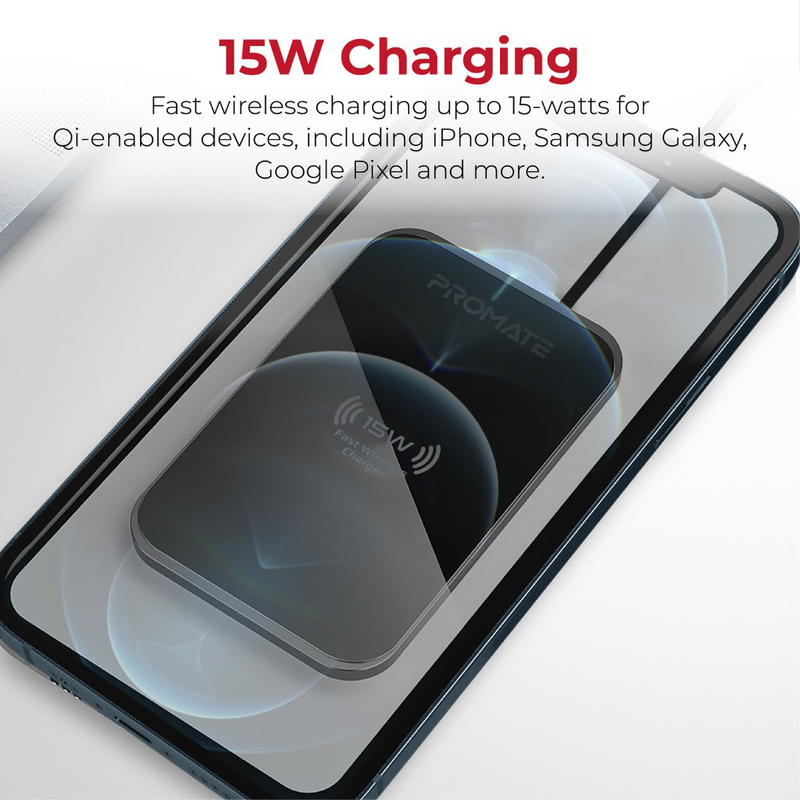 15W Charging
Fast wireless charging up to 15-watts for
Qi-enabled devices, including iPhone, Samsung Galaxy,
Google Pixel and more.
PROMATE
15W
Fast Wireless
Charger